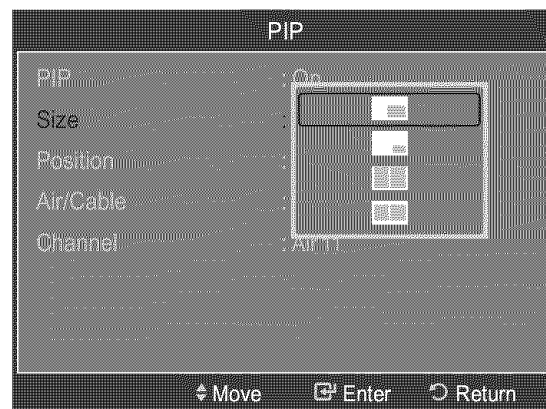 PIP
PIP : On
Size :
Position
Air/Cable
Channel : Air 11
Move Enter Return